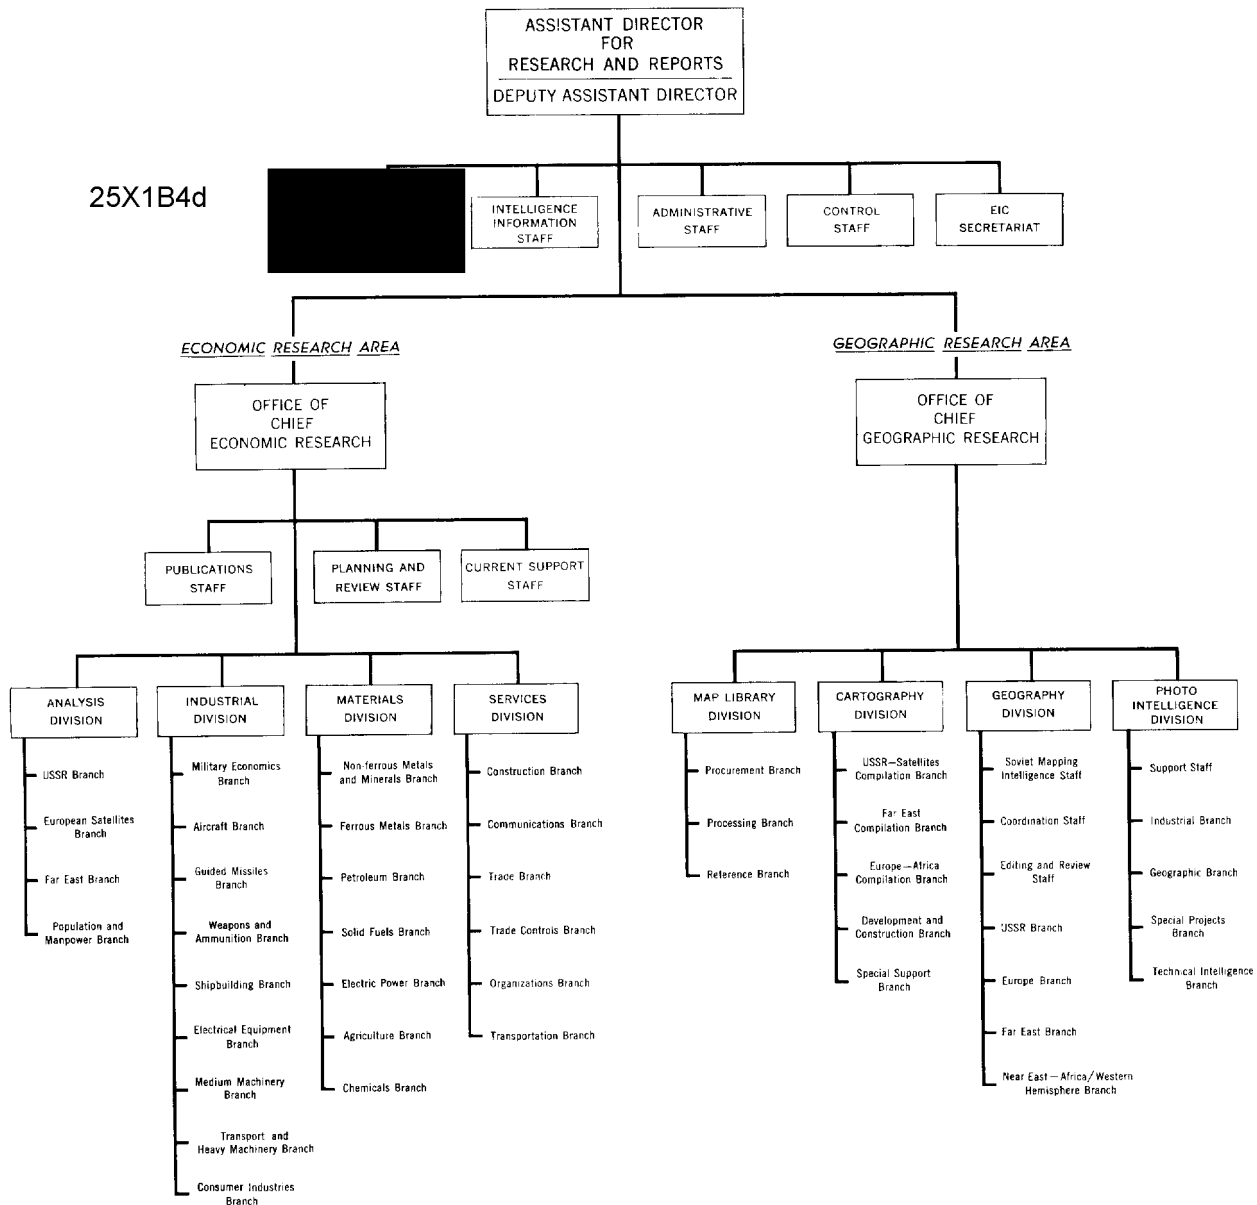 ASSISTANT DIRECTOR
FOR
RESEARCH AND REPORTS
DEPUTY ASSISTANT DIRECTOR
25X1B4d
INTELLIGENCE
INFORMATION
STAFF
ADMINISTRATIVE
STAFF
CONTROL
STAFF
EIC
SECRETARIAT
ECONOMIC RESEARCH AREA
GEOGRAPHIC RESEARCH AREA
OFFICE OF
CHIEF
ECONOMIC RESEARCH
OFFICE OF
CHIEF
GEOGRAPHIC RESEARCH
PUBLICATIONS
STAFF
PLANNING AND
REVIEW STAFF
CURRENT SUPPORT
STAFF
ANALYSIS
DIVISION
USSR Branch
European Satellites
Branch
Far East Branch
Population and
Manpower Branch
INDUSTRIAL
DIVISION
Military Economics
Branch
Aircraft Branch
Guided Missiles
Branch
Weapons and
Ammunition Branch
Shipbuilding Branch
Electrical Equipment
Branch
Medium Machinery
Branch
Transport and
Heavy Machinery Branch
Consumer Industries
Branch
MATERIALS
DIVISION
Non-ferrous Metals
and Minerals Branch
Ferrous Metals Branch
Petroleum Branch
Solid Fuels Branch
Electric Power Branch
Agriculture Branch
Chemicals Branch
SERVICES
DIVISION
Construction Branch
Communications Branch
Trade Branch
Trade Controls Branch
Organizations Branch
Transportation Branch
MAP LIBRARY
DIVISION
Procurement Branch
Processing Branch
Reference Branch
CARTOGRAPHY
DIVISION
USSR—Satellites
Compilation Branch
Far East
Compilation Branch
Europe—Africa
Compilation Branch
Development and
Construction Branch
Special Support
Branch
GEOGRAPHY
DIVISION
Soviet Mapping
Intelligence Staff
Coordination Staff
Editing and Review
Staff
USSR Branch
Europe Branch
Far East Branch
Near East—Africa/Western
Hemisphere Branch
PHOTO
INTELLIGENCE
DIVISION
Support Staff
Industrial Branch
Geographic Branch
Special Projects
Branch
Technical Intelligence
Branch